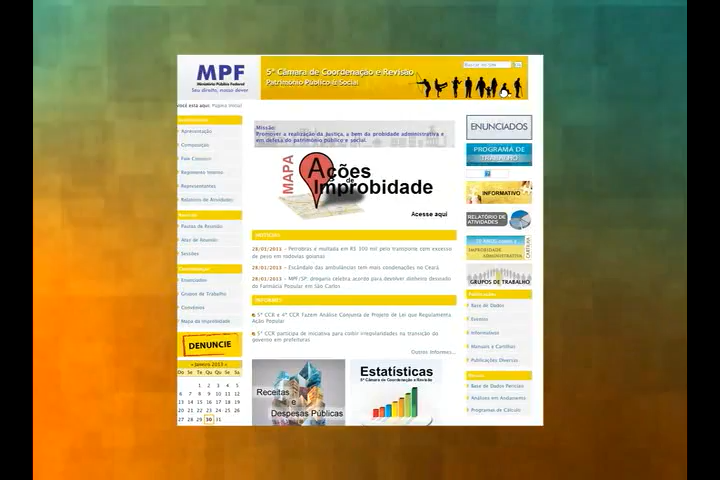 MPF
Ministério Público Federal
Seu direito, nosso dever
5ª Câmara de Coordenação e Revisão
Patrimônio Público e Social
Você está aqui: Página Inicial
Apresentação
Composição
Fale Conosco
Regimento Interno
Representantes
Relatórios de Atividades
Pautas de Reunião
Atas de Reunião
Sessões
Enunciados
Grupos de Trabalho
Convênios
Mapa da Improbidade
DENUNCIE
« Janeiro 2013 »
Do Se Te Qu Qu Se Sa
1 2 3 4 5
6 7 8 9 10 11 12
13 14 15 16 17 18 19
20 21 22 23 24 25 26
27 28 29 30 31
Missão:
Promover a realização da Justiça, a bem da probidade administrativa e
em defesa do patrimônio público e social.
MAPA
Ações
de
Improbidade
Acesse aqui
NOTÍCIAS
28/01/2013 – Petrobras é multada em R$ 300 mil pelo transporte com excesso
de peso em rodovias goianas
28/01/2013 – Escândalo das ambulâncias tem mais condenações no Ceará
28/01/2013 – MPF/SP: drogaria celebra acordo para devolver dinheiro desviado
do Farmácia Popular em São Carlos
INFORMES
5ª CCR e 4ª CCR Fazem Análise Conjunta de Projeto de Lei que Regulamenta
Ação Popular
5ª CCR participa de iniciativa para coibir irregularidades na transição do
governo em prefeituras
Outros Informes...
Receitas
e
Despesas Públicas
Estatísticas
5ª Câmara de Coordenação e Revisão
ENUNCIADOS
PROGRAMA DE
TRABALHO
INFORMATIVO
RELATÓRIO DE
ATIVIDADES
IMPROBIDADE
ADMINISTRATIVA
CARTILHA
GRUPOS DE TRABALHO
Publicações
Base de Dados
Eventos
Informativos
Manuais e Cartilhas
Publicações Diversas
Base de Dados Periciais
Análises em Andamento
Programas de Cálculo